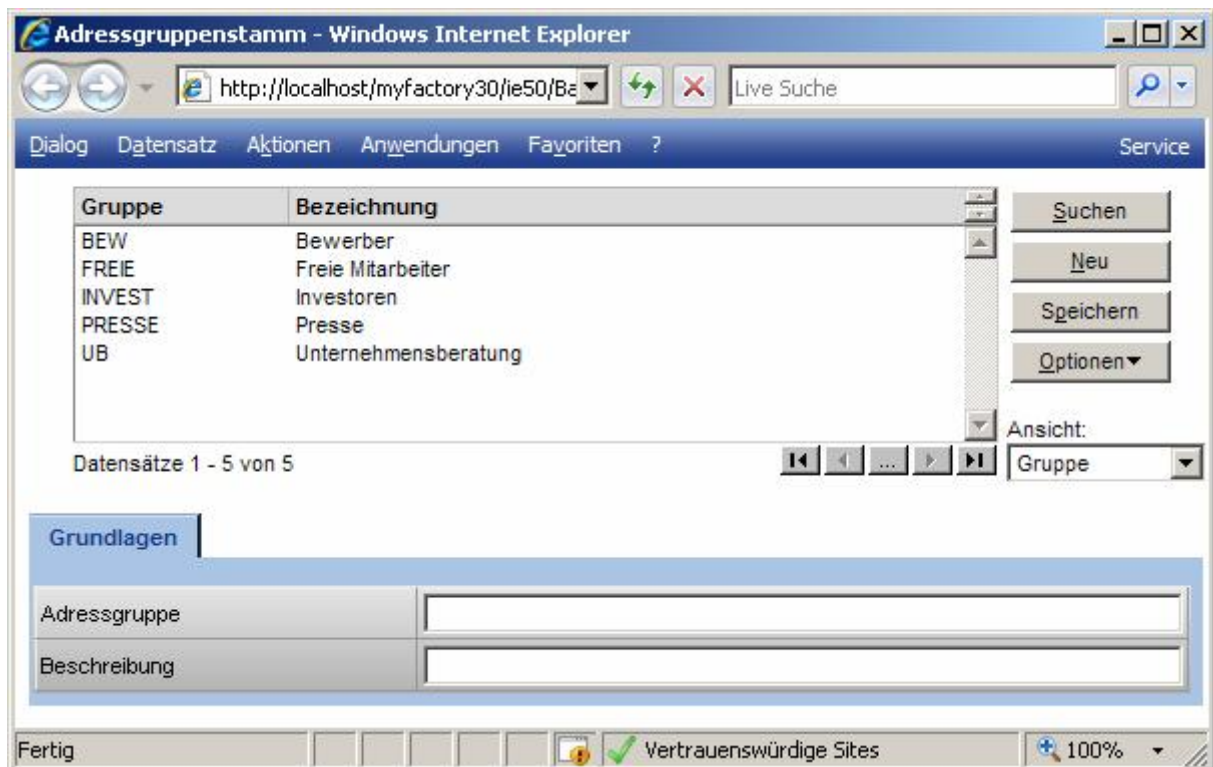 Adressgruppenstamm - Windows Internet Explorer
http://localhost/myfactory30/ie50/Ba Live Suche
Dialog Datensatz Aktionen Anwendungen Favoriten ? Service
Gruppe Bezeichnung
Suchen
BEW Bewerber
FREIE Freie Mitarbeiter
Neu
INVEST Investoren
PRESSE Presse
Speichern
UB Unternehmensberatung
Optionen
Ansicht:
Datensätze 1 - 5 von 5 ... Gruppe
Grundlagen
Adressgruppe
Beschreibung
Fertig Vertrauenswürdige Sites 100%